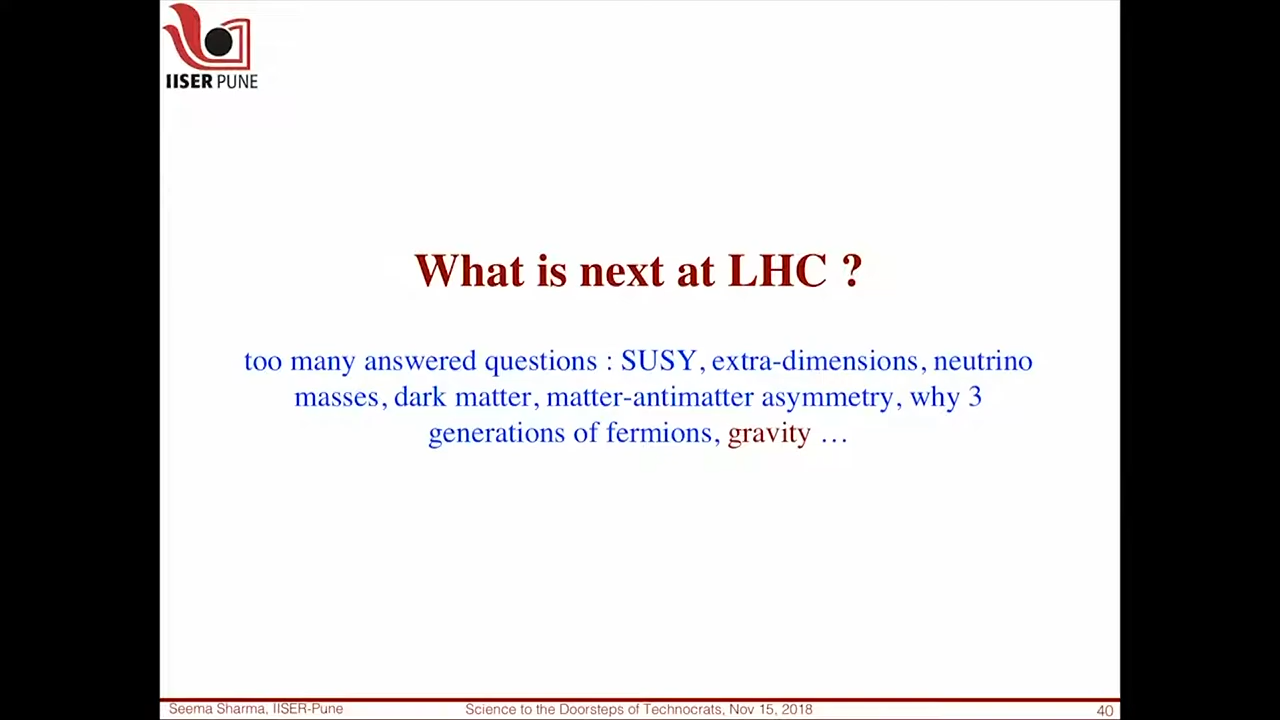 IISER PUNE
What is next at LHC ?
too many answered questions : SUSY, extra-dimensions, neutrino
masses, dark matter, matter-antimatter asymmetry, why 3
generations of fermions, gravity …
Seema Sharma, IISER-Pune
Science to the Doorsteps of Technocrats, Nov 15, 2018
40